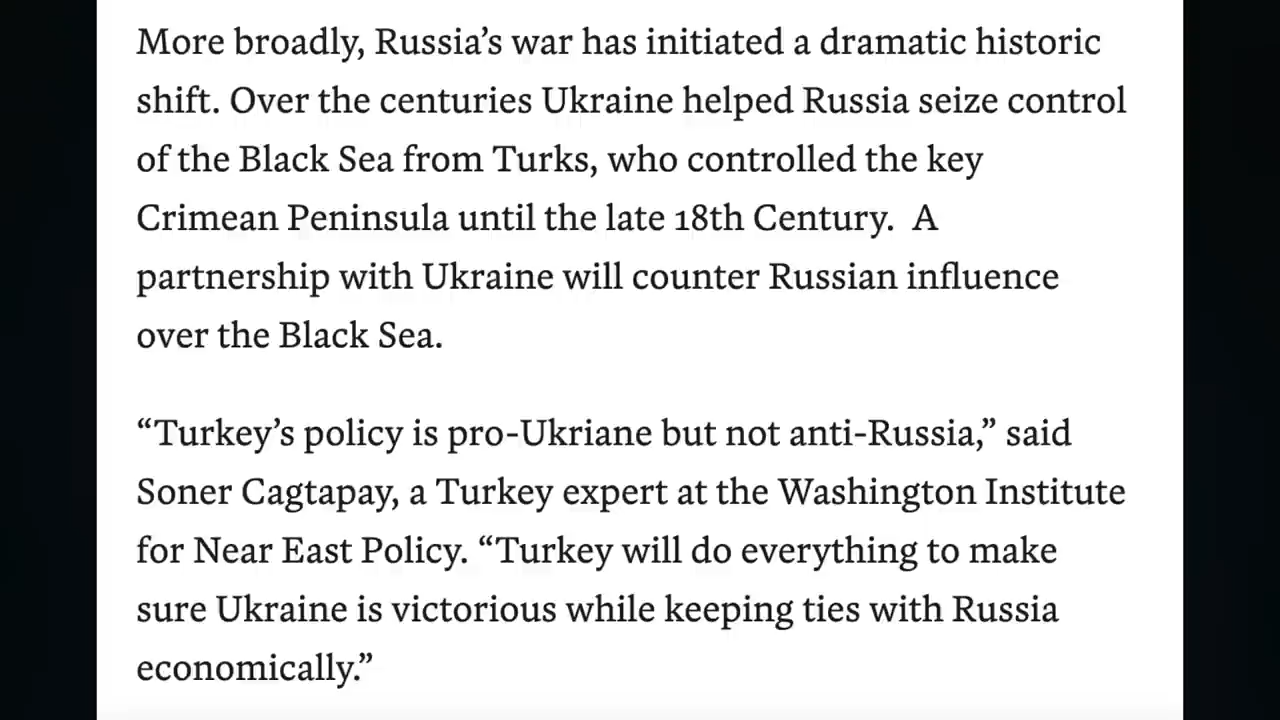 More broadly, Russia’s war has initiated a dramatic historic
shift. Over the centuries Ukraine helped Russia seize control
of the Black Sea from Turks, who controlled the key
Crimean Peninsula until the late 18th Century.  A
partnership with Ukraine will counter Russian influence
over the Black Sea.
“Turkey’s policy is pro-Ukriane but not anti-Russia,” said
Soner Cagtapay, a Turkey expert at the Washington Institute
for Near East Policy. “Turkey will do everything to make
sure Ukraine is victorious while keeping ties with Russia
economically.”